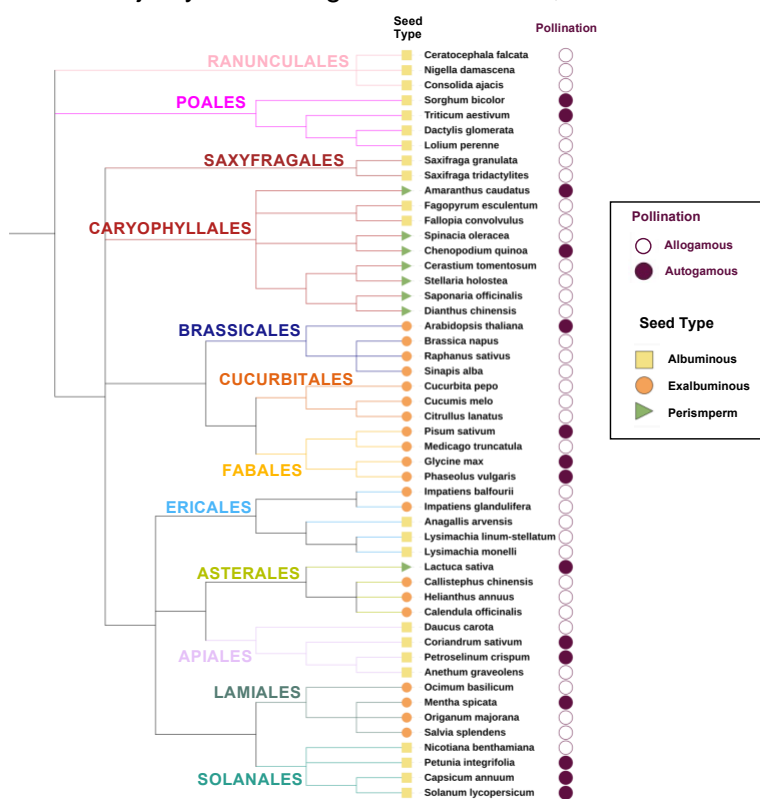 Seed
Type
Pollination
RANUNCULALES
Ceratocephala falcata
Nigella damascena
Consolida ajacis
POALES
Sorghum bicolor
Triticum aestivum
Dactylis glomerata
Lolium perenne
SAXYFRAGALES
Saxifraga granulata
Saxifraga tridactylites
CARYOPHYLLALES
Amaranthus caudatus
Fagopyrum esculentum
Fallopia convolvulus
Spinacia oleracea
Chenopodium quinoa
Cerastium tomentosum
Stellaria holostea
Saponaria officinalis
Dianthus chinensis
BRASSICALES
Arabidopsis thaliana
Brassica napus
Raphanus sativus
Sinapis alba
CUCURBITALES
Cucurbita pepo
Cucumis melo
Citrullus lanatus
FABALES
Pisum sativum
Medicago truncatula
Glycine max
Phaseolus vulgaris
ERICALES
Impatiens balfourii
Impatiens glandulifera
Anagallis arvensis
Lysimachia linum-stellatum
Lysimachia monelli
ASTERALES
Lactuca sativa
Callistephus chinensis
Helianthus annuus
Calendula officinalis
APIALES
Daucus carota
Coriandrum sativum
Petroselinum crispum
Anethum graveolens
LAMIALES
Ocimum basilicum
Mentha spicata
Origanum majorana
Salvia splendens
SOLANALES
Nicotiana benthamiana
Petunia integrifolia
Capsicum annuum
Solanum lycopersicum
Pollination
Allogamous
Autogamous
Seed Type
Albuminous
Exalbuminous
Perismperm